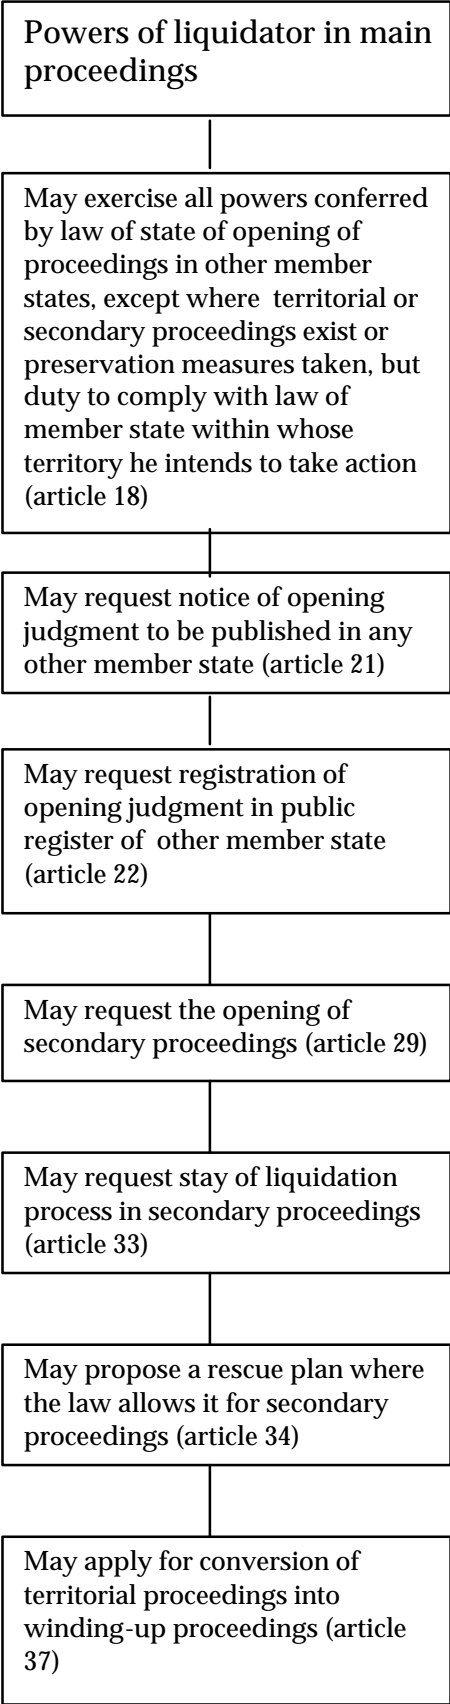 Powers of liquidator in main
proceedings
May exercise all powers conferred
by law of state of opening of
proceedings in other member
states, except where territorial or
secondary proceedings exist or
preservation measures taken, but
duty to comply with law of
member state within whose
territory he intends to take action
(article 18)
May request notice of opening
judgment to be published in any
other member state (article 21)
May request registration of
opening judgment in public
register of other member state
(article 22)
May request the opening of
secondary proceedings (article 29)
May request stay of liquidation
process in secondary proceedings
(article 33)
May propose a rescue plan where
the law allows it for secondary
proceedings (article 34)
May apply for conversion of
territorial proceedings into
winding-up proceedings (article
37)